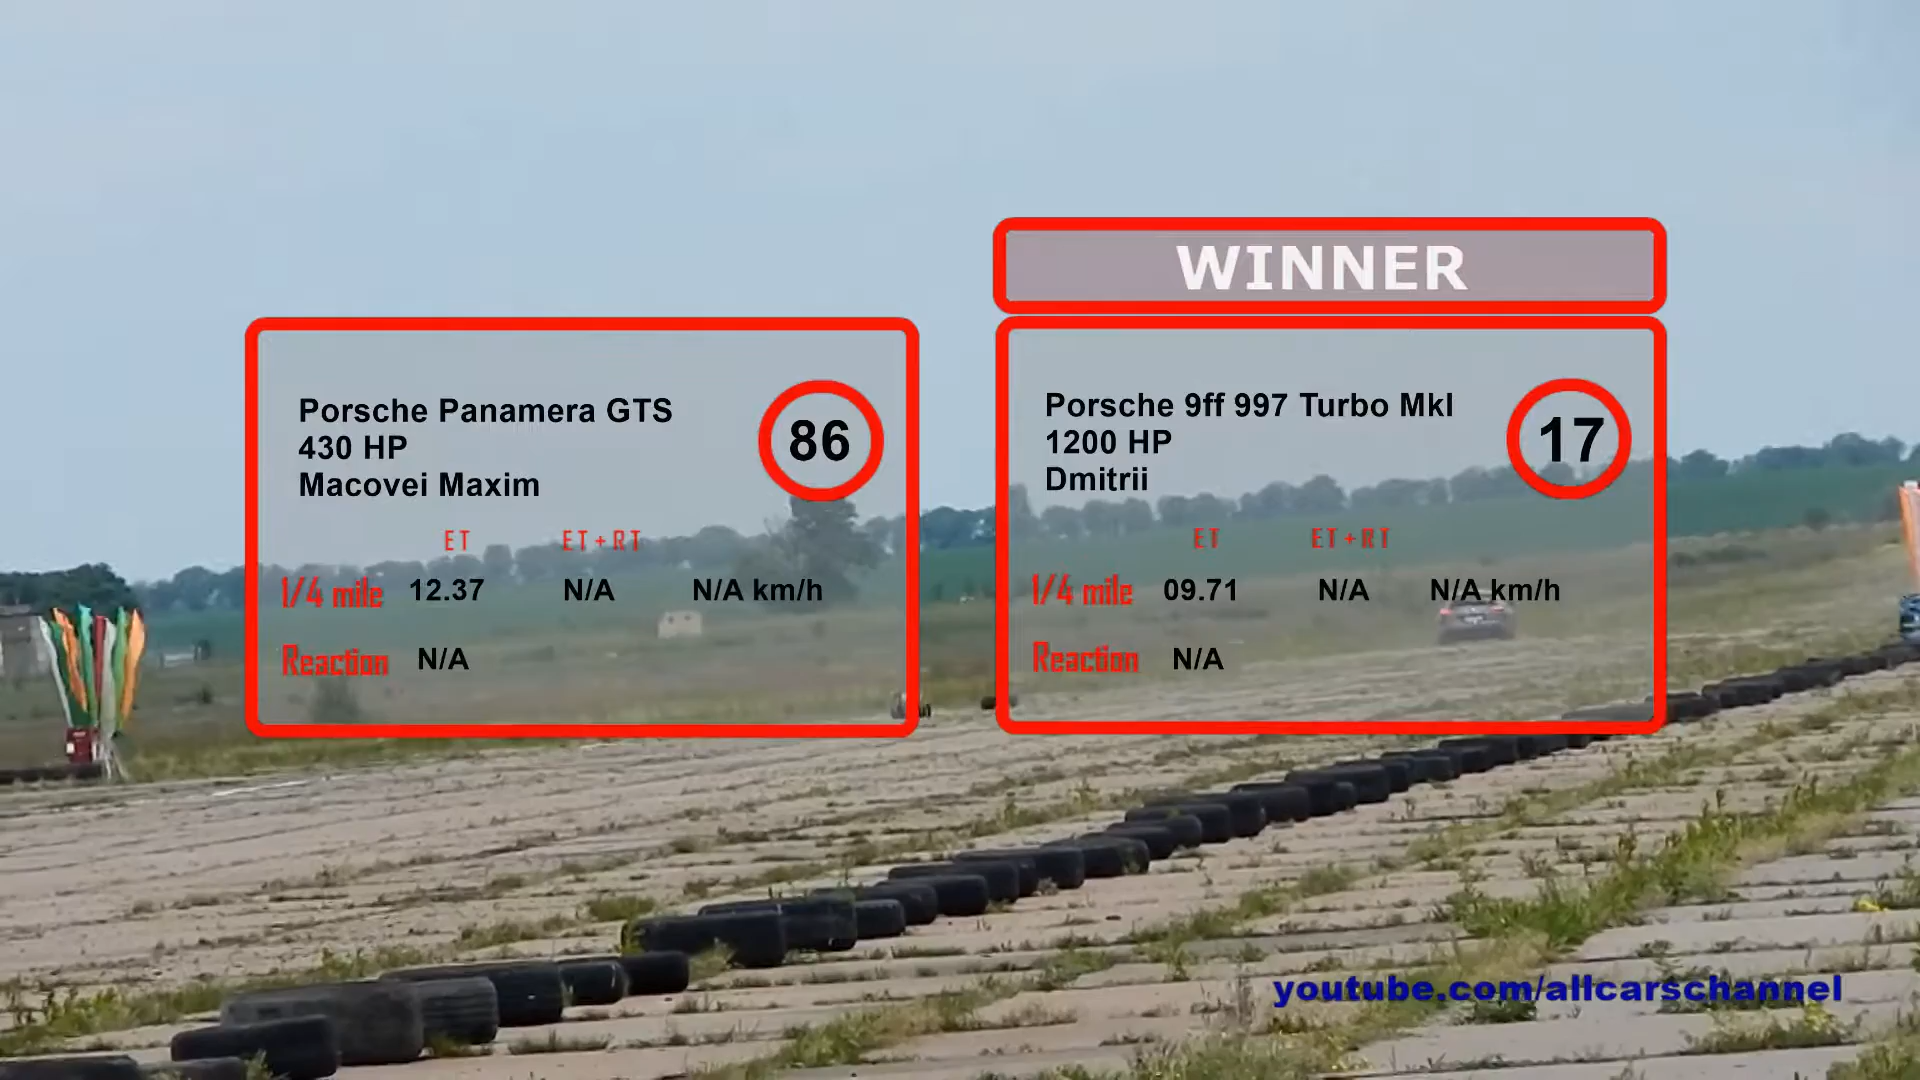 WINNER
Porsche Panamera GTS
430 HP
Macovei Maxim
86
ET ET+RT
1/4 mile 12.37 N/A N/A km/h
Reaction N/A
Porsche 9ff 997 Turbo MkI
1200 HP
Dmitrii
17
ET ET+RT
1/4 mile 09.71 N/A N/A km/h
Reaction N/A
youtube.com/allcarschannel